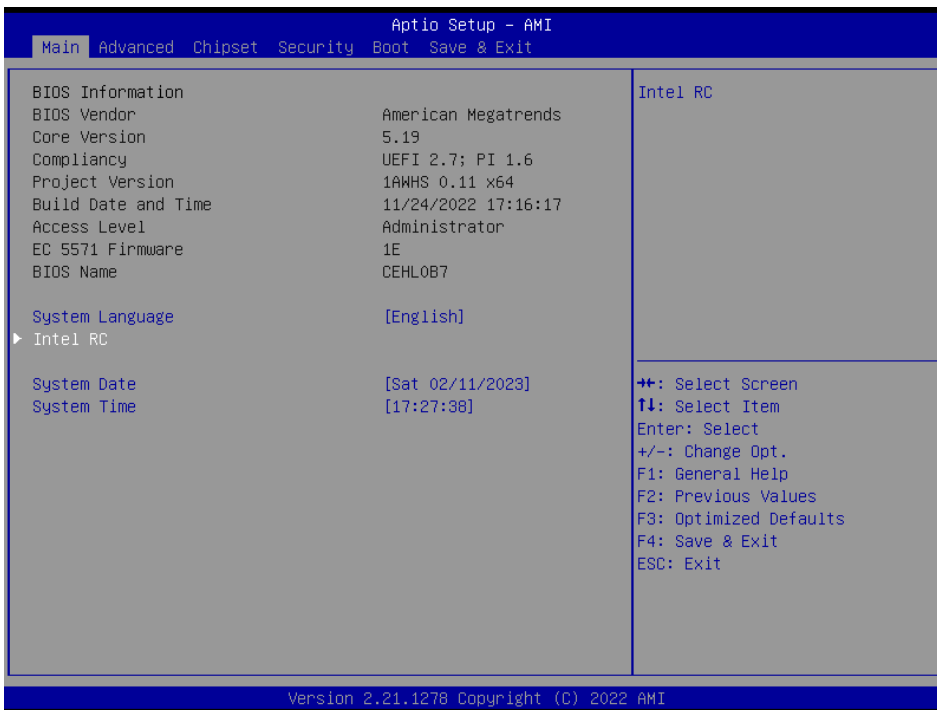 Aptio Setup – AMI
Main Advanced Chipset Security Boot Save & Exit
BIOS Information
BIOS Vendor American Megatrends
Core Version 5.19
Compliancy UEFI 2.7; PI 1.6
Project Version 1AWHS 0.11 x64
Build Date and Time 11/24/2022 17:16:17
Access Level Administrator
EC 5571 Firmware 1E
BIOS Name CEHL0B7
System Language [English]
Intel RC
System Date [Sat 02/11/2023]
System Time [17:27:38]
Intel RC
→←: Select Screen
↑↓: Select Item
Enter: Select
+/-: Change Opt.
F1: General Help
F2: Previous Values
F3: Optimized Defaults
F4: Save & Exit
ESC: Exit
Version 2.21.1278 Copyright (C) 2022 AMI